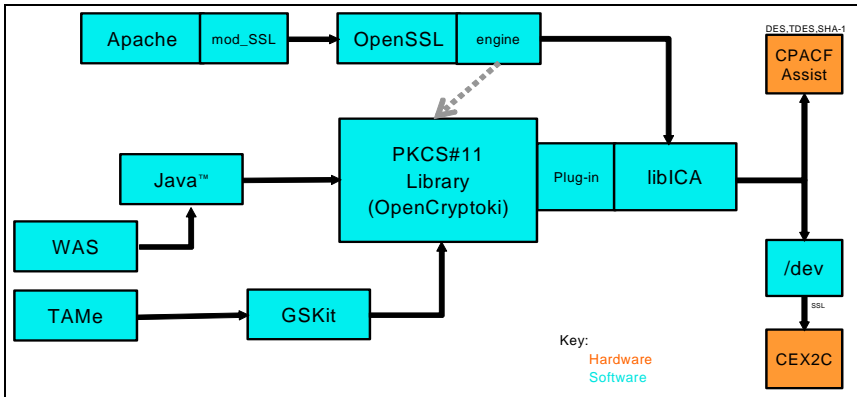 DES,TDES,SHA-1
Apache
mod_SSL
OpenSSL
engine
CPACF
Assist
PKCS#11
Library
(OpenCryptoki)
Plug-in
libICA
Java™
WAS
/dev
TAMe
GSKit
SSL
Key:
Hardware
Software
CEX2C